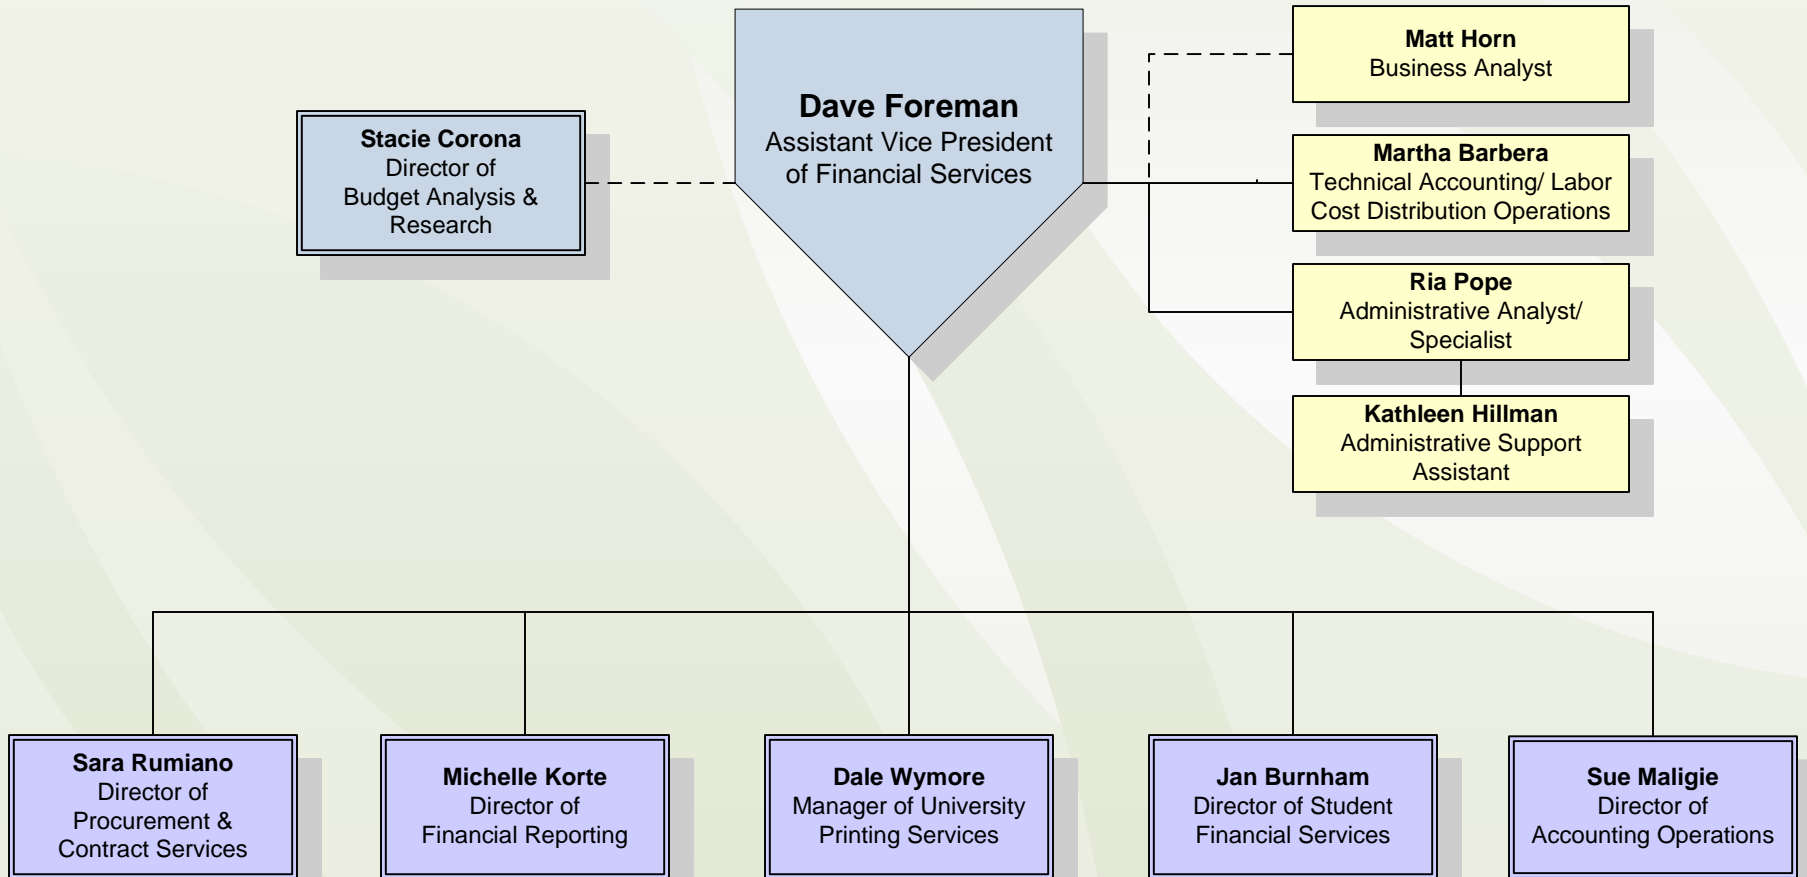 Dave Foreman
Assistant Vice President
of Financial Services
Stacie Corona
Director of
Budget Analysis &
Research
Matt Horn
Business Analyst
Martha Barbera
Technical Accounting/ Labor
Cost Distribution Operations
Ria Pope
Administrative Analyst/
Specialist
Kathleen Hillman
Administrative Support
Assistant
Sara Rumiano
Director of
Procurement &
Contract Services
Michelle Korte
Director of
Financial Reporting
Dale Wymore
Manager of University
Printing Services
Jan Burnham
Director of Student
Financial Services
Sue Maligie
Director of
Accounting Operations